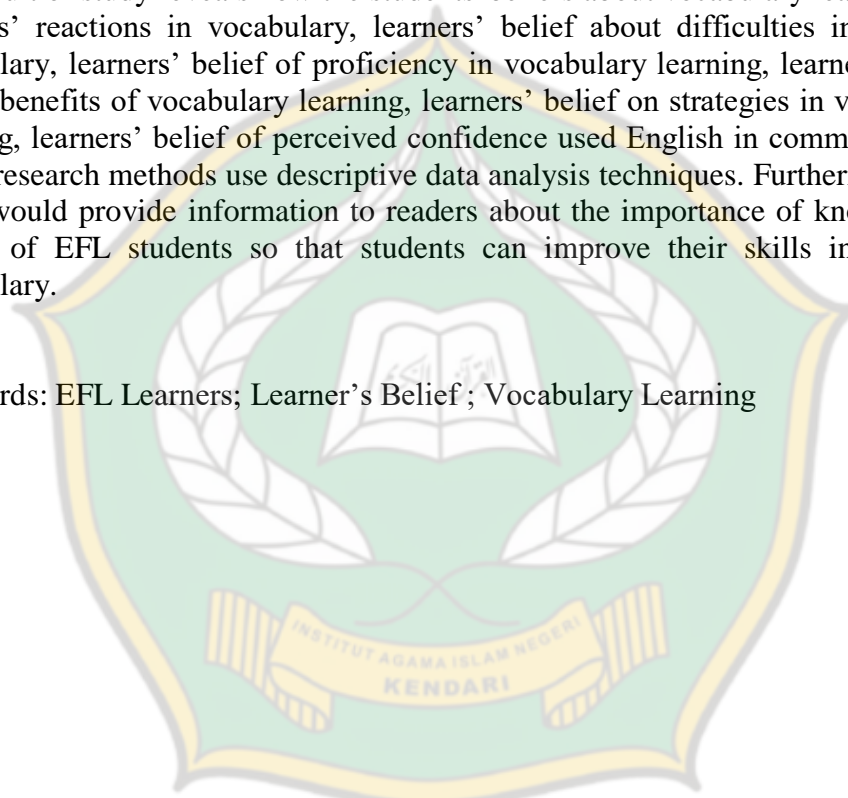 s' reactions in vocabulary, learners' belief about difficulties in
lary, learners' belief of proficiency in vocabulary learning, learne
benefits of vocabulary learning, learners' belief on strategies in v
g, learners' belief of perceived confidence used English in comm
research methods use descriptive data analysis techniques. Further
would provide information to readers about the importance of kn
of EFL students so that students can improve their skills in
lary.
rds: EFL Learners; Learner's Belief ; Vocabulary Learning
INSTITUT AGAMA ISLAM NEGERI
KENDARI